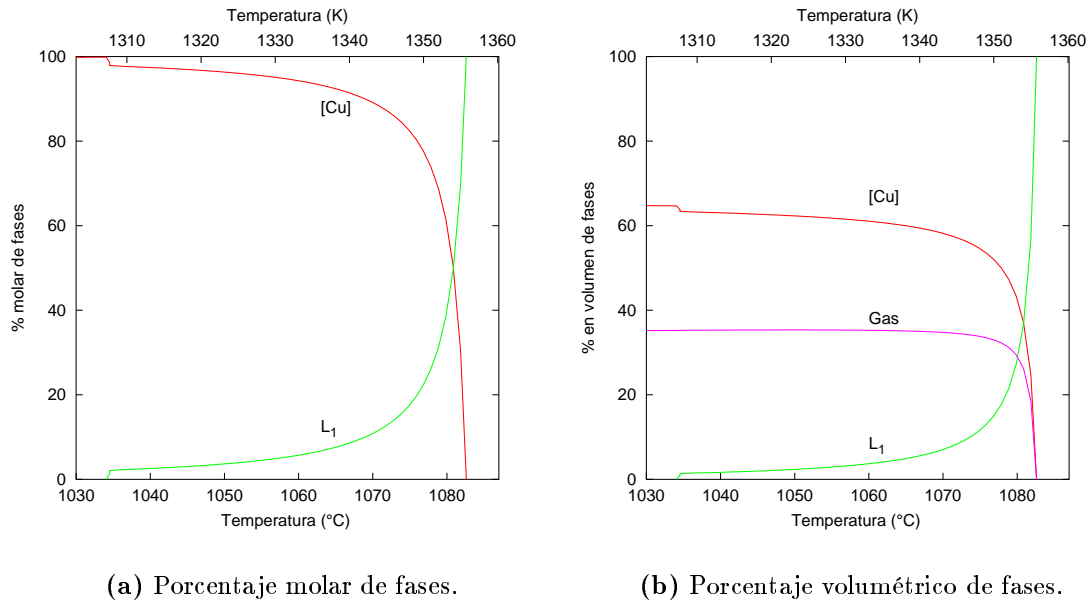 Temperatura (K)
1310 1320 1330 1340 1350 1360
100
80
60
40
20
0
% molar de fases
[Cu]
L1
1030 1040 1050 1060 1070 1080
Temperatura (°C)
(a) Porcentaje molar de fases.
Temperatura (K)
1310 1320 1330 1340 1350 1360
100
80
60
40
20
0
% en volumen de fases
[Cu]
Gas
L1
1030 1040 1050 1060 1070 1080
Temperatura (°C)
(b) Porcentaje volumétrico de fases.